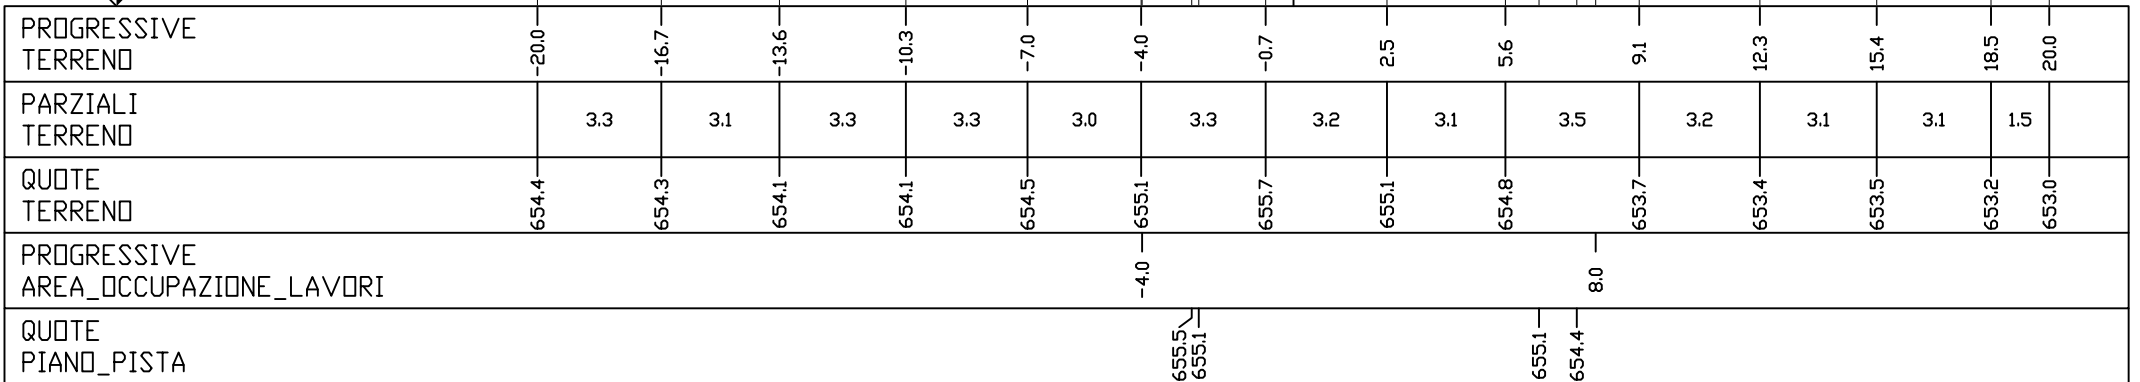 PROGRESSIVE
TERRENO
-20.0 -16.7 -13.6 -10.3 -7.0 -4.0 -0.7 2.5 5.6 9.1 12.3 15.4 18.5 20.0
PARZIALI
TERRENO
3.3 3.1 3.3 3.3 3.0 3.3 3.2 3.1 3.5 3.2 3.1 3.1 1.5
QUOTE
TERRENO
654.4 654.3 654.1 654.1 654.5 655.1 655.7 655.1 654.8 653.7 653.4 653.5 653.2 653.0
PROGRESSIVE
AREA_OCCUPAZIONE_LAVORI
-4.0 8.0
QUOTE
PIANO_PISTA
655.5 655.1 655.1 654.4